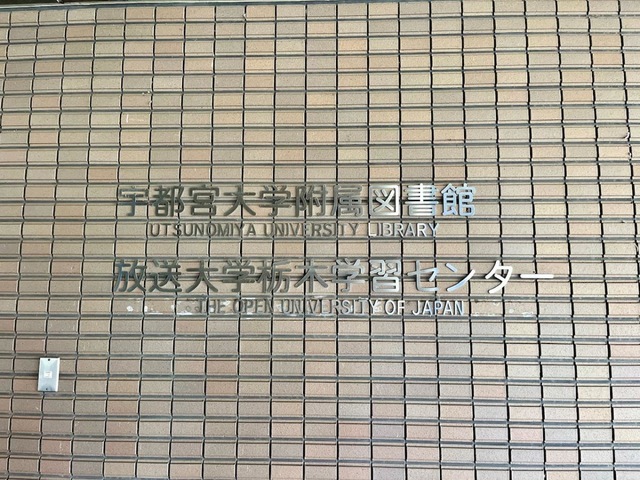 宇都宮大学附属図書館
UTSUNOMIYA UNIVERSITY LIBRARY
放送大学栃木学習センター
THE OPEN UNIVERSITY OF JAPAN